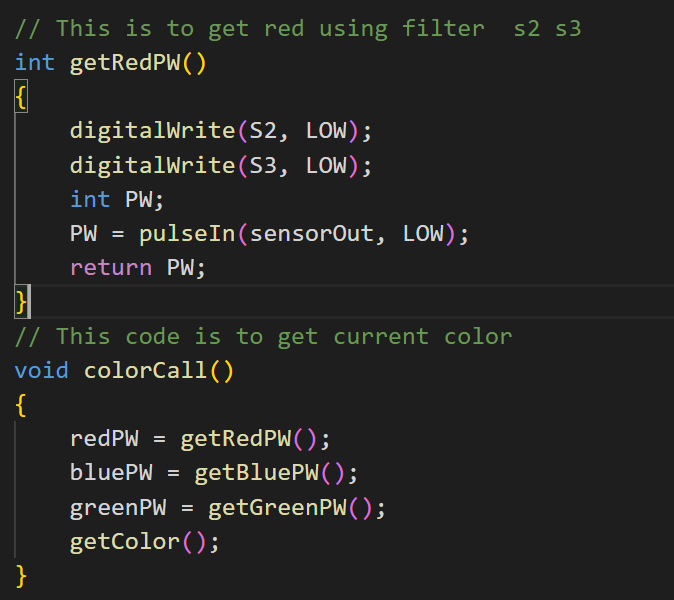 // This is to get red using filter  s2 s3
int getRedPW()
{
    digitalWrite(S2, LOW);
    digitalWrite(S3, LOW);
    int PW;
    PW = pulseIn(sensorOut, LOW);
    return PW;
}
// This code is to get current color
void colorCall()
{
    redPW = getRedPW();
    bluePW = getBluePW();
    greenPW = getGreenPW();
    getColor();
}